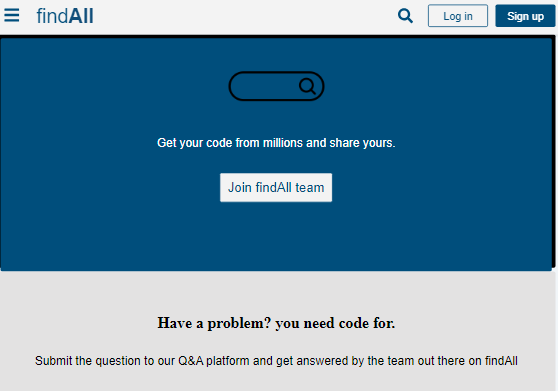 findAll
Log in
Sign up
Get your code from millions and share yours.
Join findAll team
Have a problem? you need code for.
Submit the question to our Q&A platform and get answered by the team out there on findAll